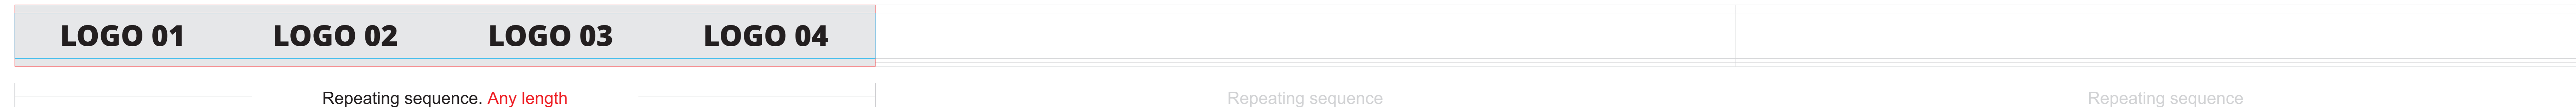 LOGO 01 LOGO 02 LOGO 03 LOGO 04
Repeating sequence. Any length Repeating sequence Repeating sequence